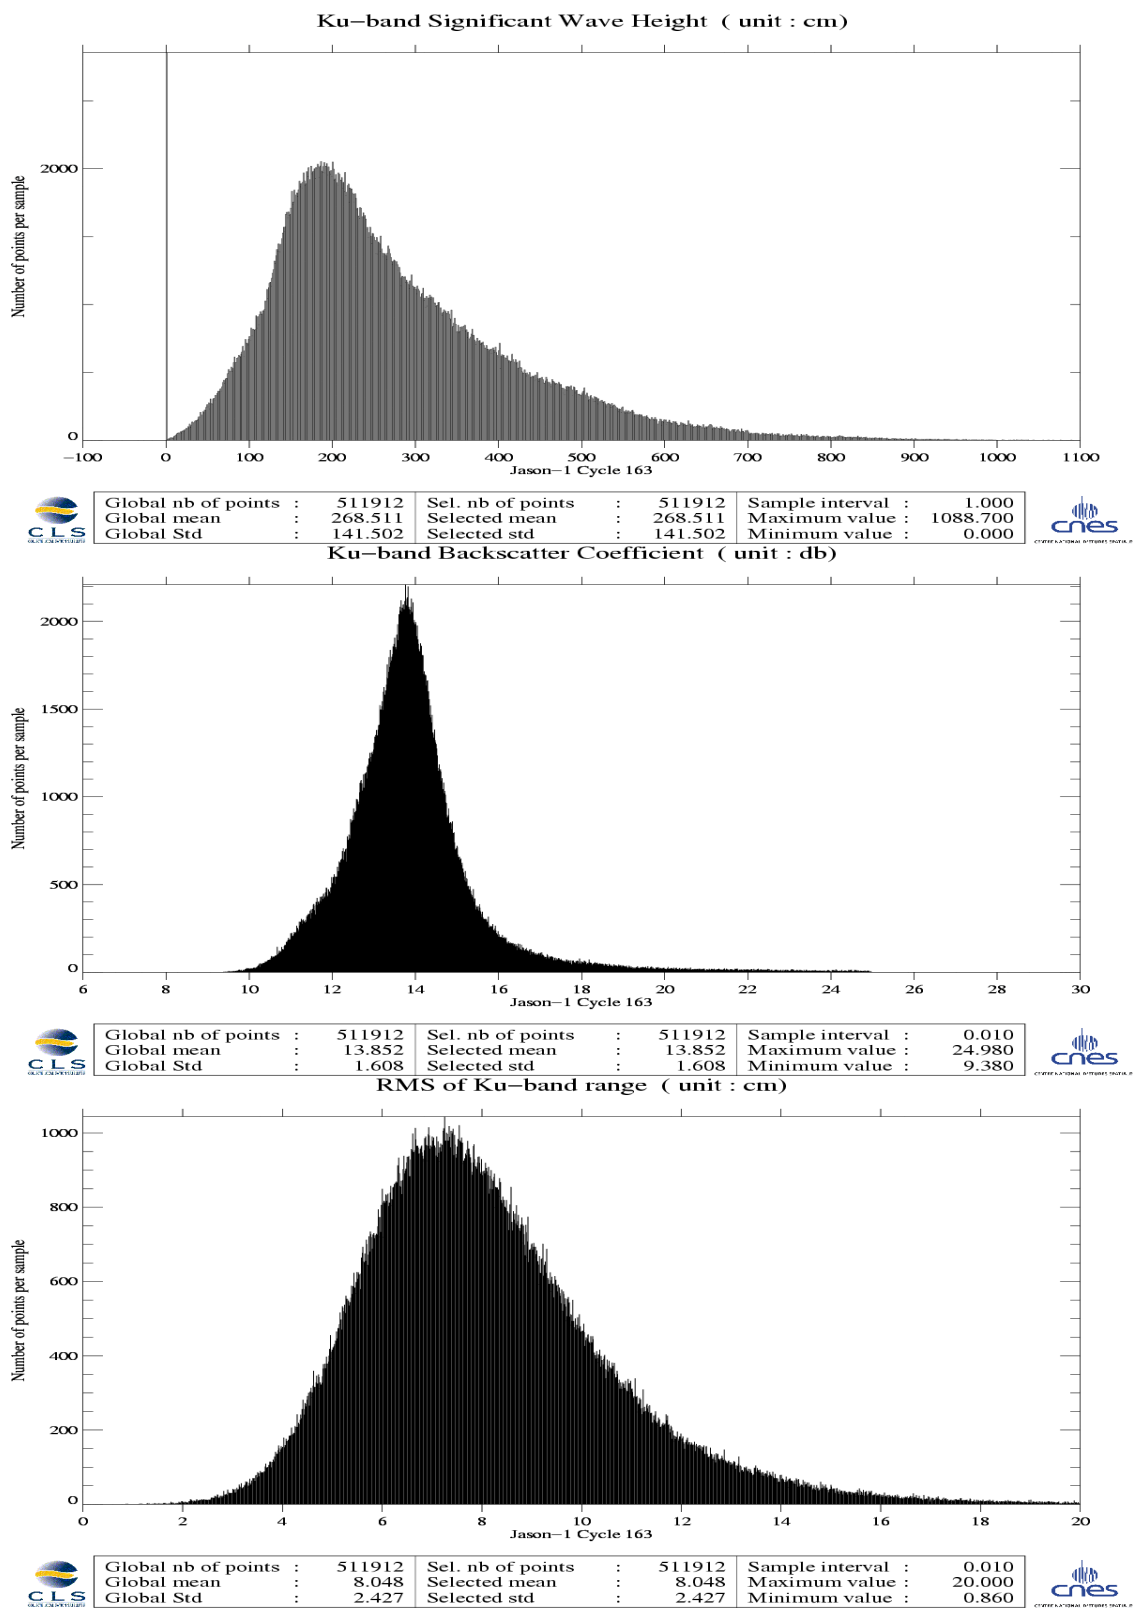 Ku−band Significant Wave Height ( unit : cm)
Number of points per sample
2000
0
−100 0 100 200 300 400 500 600 700 800 900 1000 1100
Jason−1 Cycle 163
CLS
Global nb of points : 511912 Sel. nb of points : 511912 Sample interval : 1.000
Global mean : 268.511 Selected mean : 268.511 Maximum value : 1088.700
Global Std : 141.502 Selected std : 141.502 Minimum value : 0.000
cnes
Ku−band Backscatter Coefficient ( unit : db)
Number of points per sample
2000
1500
1000
500
0
6 8 10 12 14 16 18 20 22 24 26 28 30
Jason−1 Cycle 163
CLS
Global nb of points : 511912 Sel. nb of points : 511912 Sample interval : 0.010
Global mean : 13.852 Selected mean : 13.852 Maximum value : 24.980
Global Std : 1.608 Selected std : 1.608 Minimum value : 9.380
cnes
RMS of Ku−band range ( unit : cm)
Number of points per sample
1000
800
600
400
200
0
0 2 4 6 8 10 12 14 16 18 20
Jason−1 Cycle 163
CLS
Global nb of points : 511912 Sel. nb of points : 511912 Sample interval : 0.010
Global mean : 8.048 Selected mean : 8.048 Maximum value : 20.000
Global Std : 2.427 Selected std : 2.427 Minimum value : 0.860
cnes